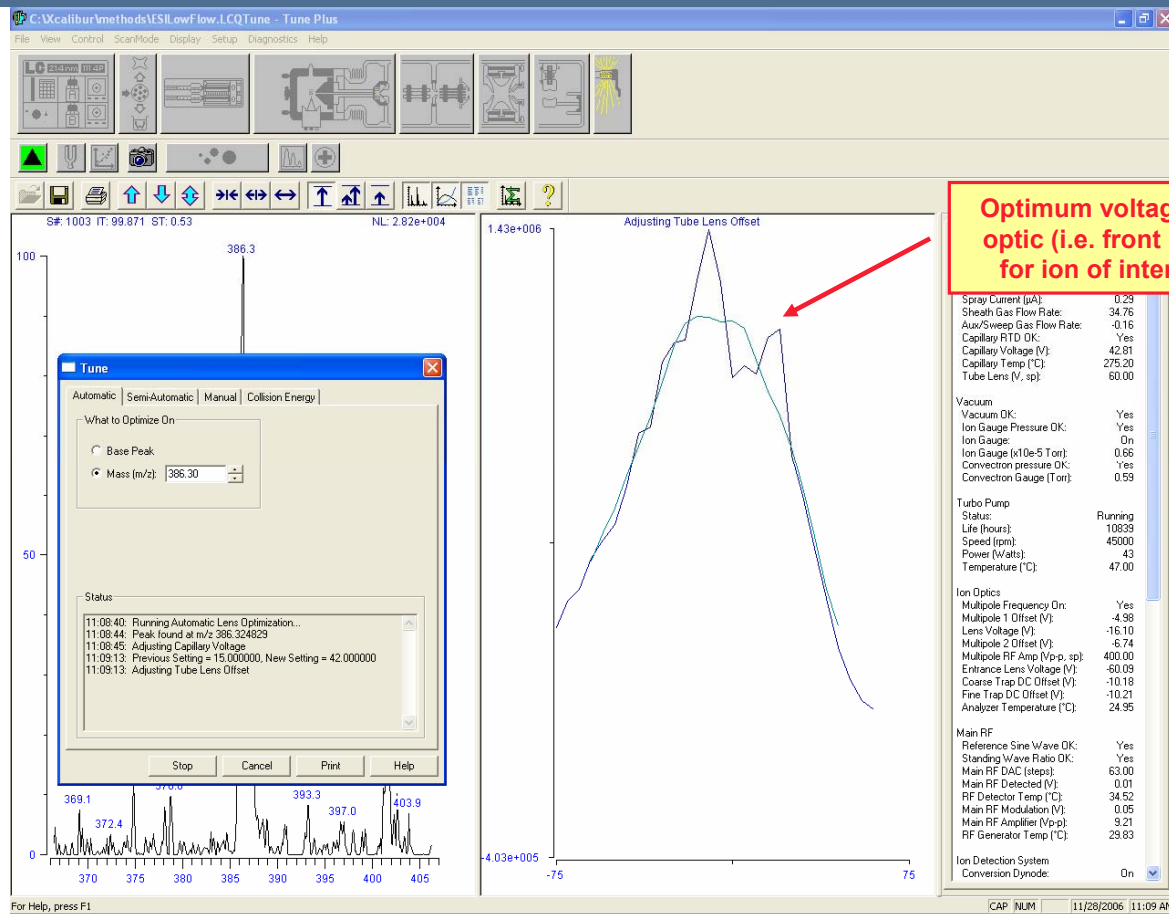 C:\Xcalibur\methods\ESILowFlow.LCQTune - Tune Plus
File View Control ScanMode Display Setup Diagnostics Help
S#: 1003 IT: 99.871 ST: 0.53 NL: 2.82e+004
386.3
100
50
0
369.1
372.4
393.3
397.0
403.9
370 375 380 385 390 395 400 405
Tune
Automatic Semi-Automatic Manual Collision Energy
What to Optimize On
Base Peak
Mass (m/z): 386.30
Status
11:08:40: Running Automatic Lens Optimization...
11:08:44: Peak found at m/z 386.324829
11:08:45: Adjusting Capillary Voltage
11:09:13: Previous Setting = 15.000000, New Setting = 42.000000
11:09:13: Adjusting Tube Lens Offset
Stop Cancel Print Help
Adjusting Tube Lens Offset
1.43e+006
-4.03e+005
-75 75
Optimum voltag
optic (i.e. front
for ion of inter
Spray Current (µA): 0.29
Sheath Gas Flow Rate: 34.76
Aux/Sweep Gas Flow Rate: -0.16
Capillary RTD OK: Yes
Capillary Voltage (V): 42.81
Capillary Temp (°C): 275.20
Tube Lens (V, sp): 60.00
Vacuum
Vacuum OK: Yes
Ion Gauge Pressure OK: Yes
Ion Gauge: On
Ion Gauge (x10e-5 Torr): 0.66
Convectron pressure OK: Yes
Convectron Gauge (Torr): 0.59
Turbo Pump
Status: Running
Life (hours): 10839
Speed (rpm): 45000
Power (Watts): 43
Temperature (°C): 47.00
Ion Optics
Multipole Frequency On: Yes
Multipole 1 Offset (V): -4.98
Lens Voltage (V): -16.10
Multipole 2 Offset (V): -6.74
Multipole RF Amp (Vp-p, sp): 400.00
Entrance Lens Voltage (V): -60.09
Coarse Trap DC Offset (V): -10.18
Fine Trap DC Offset (V): -10.21
Analyzer Temperature (°C): 24.95
Main RF
Reference Sine Wave OK: Yes
Standing Wave Ratio OK: Yes
Main RF DAC (steps): 63.00
Main RF Detected (V): 0.01
RF Detector Temp (°C): 34.52
Main RF Modulation (V): 0.05
Main RF Amplifier (Vp-p): 9.21
RF Generator Temp (°C): 29.83
Ion Detection System
Conversion Dynode: On
For Help, press F1
CAP NUM 11/28/2006 11:09 AM